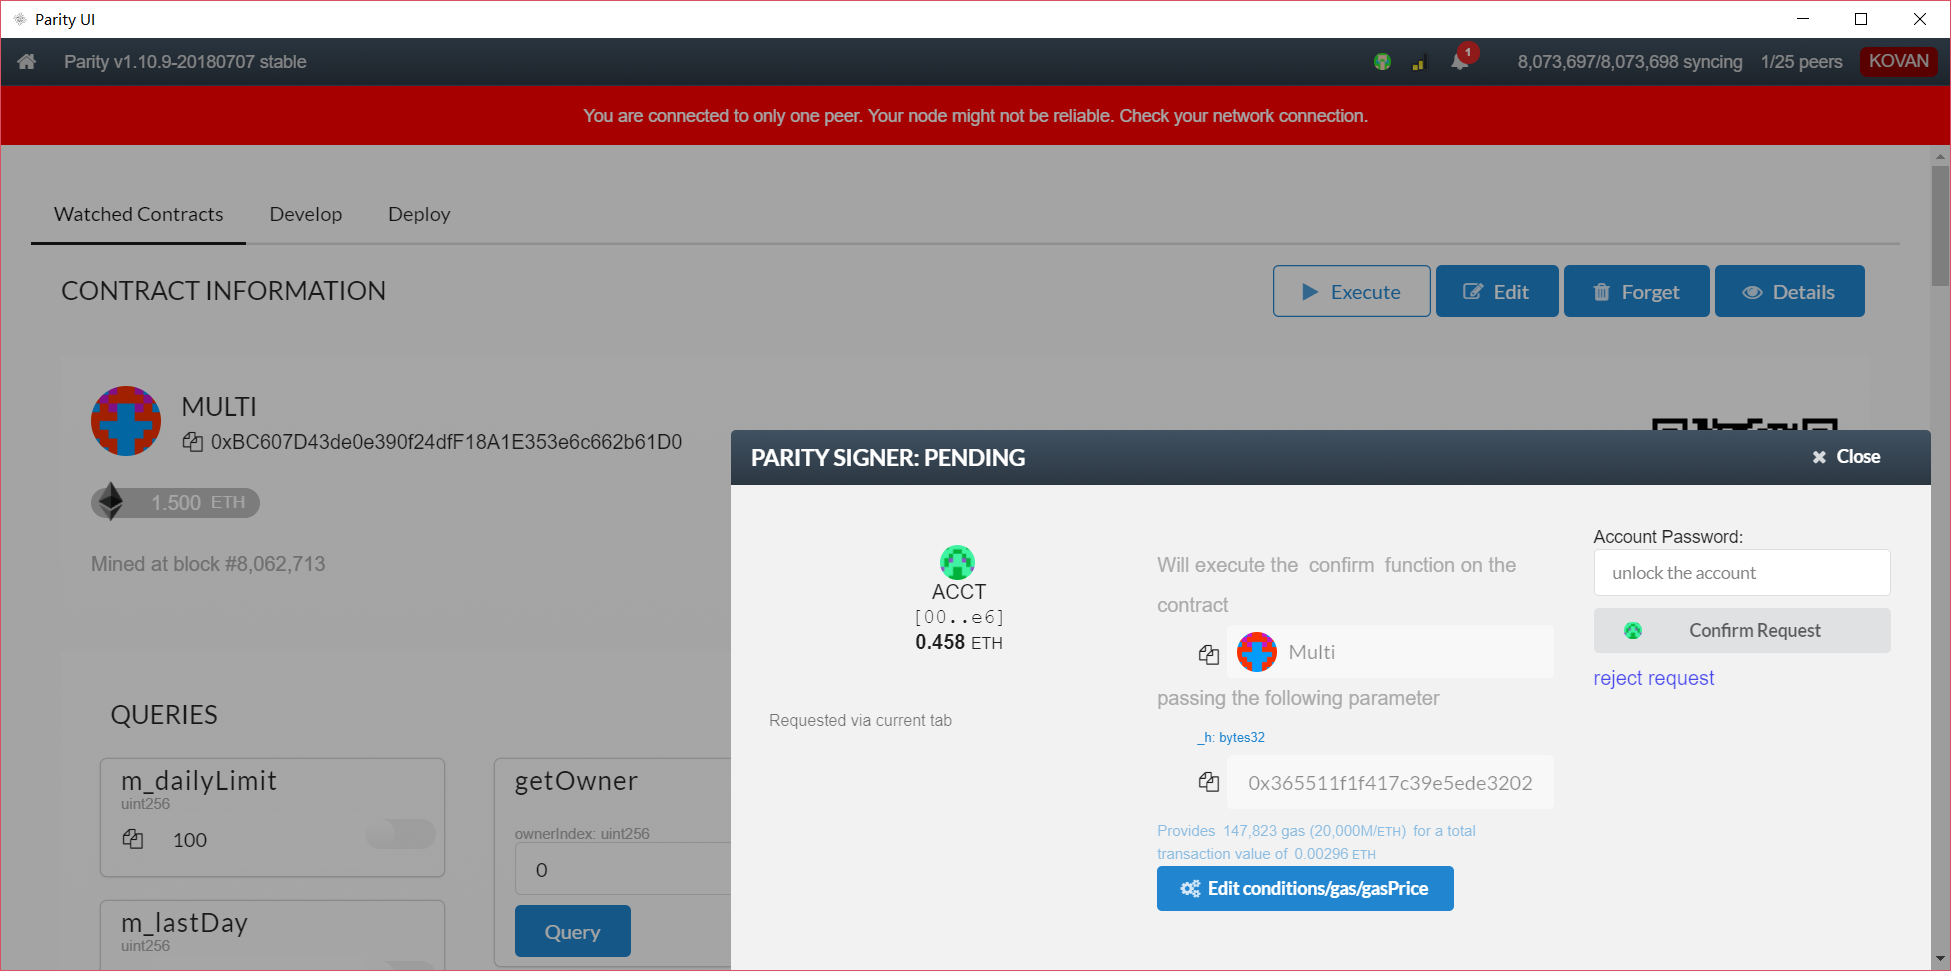 Parity UI
Parity v1.10.9-20180707 stable
1
8,073,697/8,073,698 syncing
1/25 peers
KOVAN
You are connected to only one peer. Your node might not be reliable. Check your network connection.
Watched Contracts
Develop
Deploy
CONTRACT INFORMATION
Execute
Edit
Forget
Details
MULTI
0xBC607D43de0e390f24dfF18A1E353e6c662b61D0
1.500 ETH
Mined at block #8,062,713
QUERIES
m_dailyLimit
uint256
100
m_lastDay
uint256
getOwner
ownerIndex: uint256
0
Query
PARITY SIGNER: PENDING
Close
ACCT
[00..e6]
0.458 ETH
Requested via current tab
Will execute the confirm function on the
contract
Multi
passing the following parameter
_h: bytes32
0x365511f1f417c39e5ede3202
Provides 147,823 gas (20,000M/ETH) for a total
transaction value of 0.00296 ETH
Edit conditions/gas/gasPrice
Account Password:
unlock the account
Confirm Request
reject request